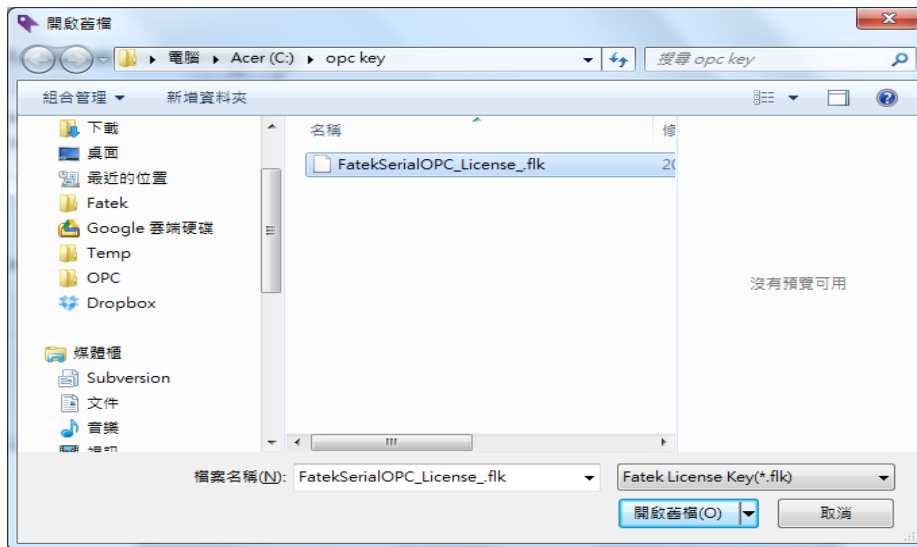 開啟舊檔
電腦 ▸ Acer (C:) ▸ opc key
搜尋 opc key
組合管理 ▼ 新增資料夾
下載
桌面
最近的位置
Fatek
Google 雲端硬碟
Temp
OPC
Dropbox
媒體櫃
Subversion
文件
音樂
名稱 修
FatekSerialOPC_License_.flk 20
沒有預覽可用
檔案名稱(N): FatekSerialOPC_License_.flk
Fatek License Key(*.flk)
開啟舊檔(O) 取消